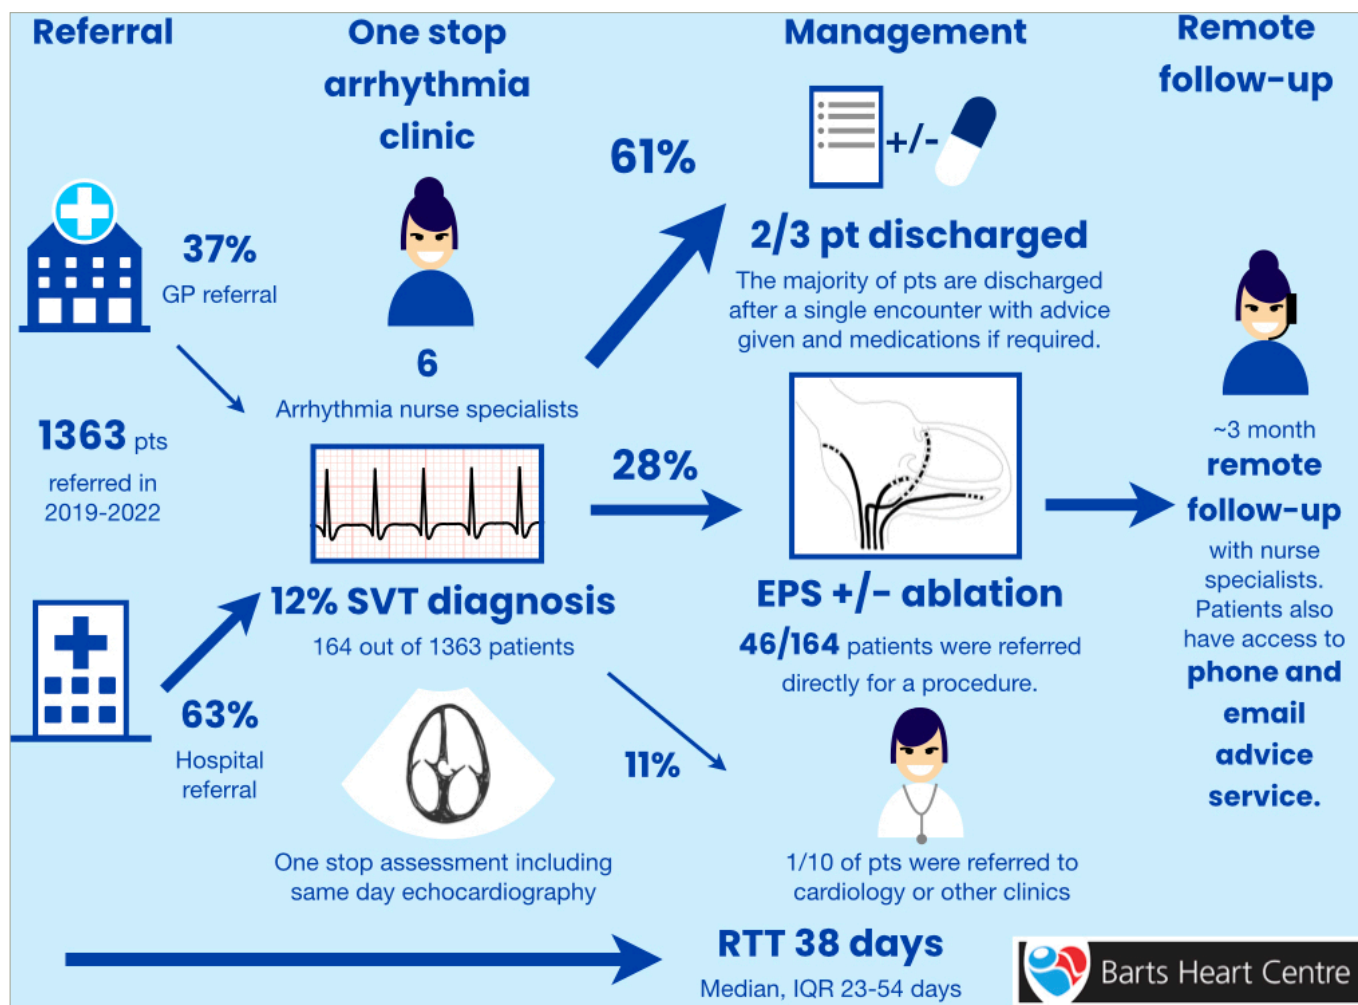 Referral
One stop
arrhythmia
clinic
Management
Remote
follow-up
37%
GP referral
1363 pts
referred in
2019-2022
63%
Hospital
referral
6
Arrhythmia nurse specialists
12% SVT diagnosis
164 out of 1363 patients
One stop assessment including
same day echocardiography
61%
28%
11%
+/-
2/3 pt discharged
The majority of pts are discharged
after a single encounter with advice
given and medications if required.
EPS +/- ablation
46/164 patients were referred
directly for a procedure.
1/10 of pts were referred to
cardiology or other clinics
~3 month
remote
follow-up
with nurse
specialists.
Patients also
have access to
phone and
email
advice
service.
RTT 38 days
Median, IQR 23-54 days
Barts Heart Centre